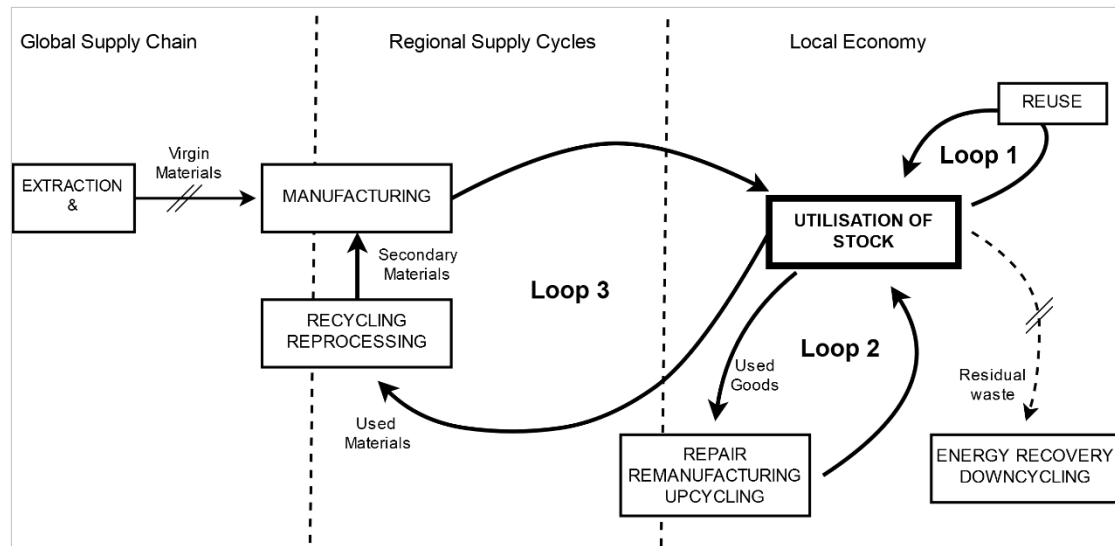 Global Supply Chain
Regional Supply Cycles
Local Economy
REUSE
Loop 1
Virgin
Materials
EXTRACTION
&
MANUFACTURING
UTILISATION OF
STOCK
Secondary
Materials
Loop 3
RECYCLING
REPROCESSING
Loop 2
Used
Goods
Residual
waste
Used
Materials
REPAIR
REMANUFACTURING
UPCYCLING
ENERGY RECOVERY
DOWNCYCLING